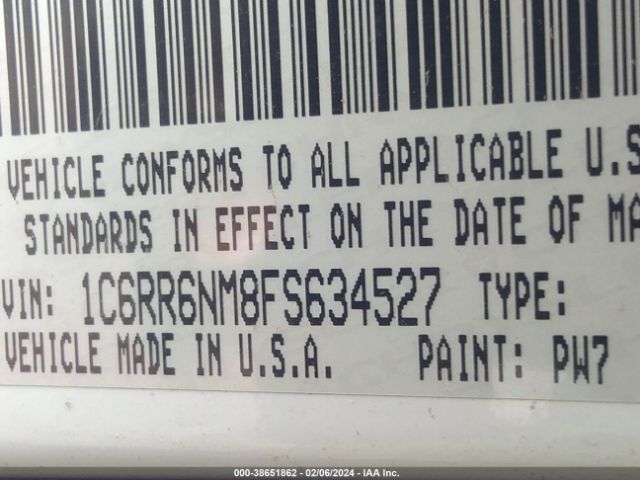 VEHICLE CONFORMS TO ALL APPLICABLE U.S
STANDARDS IN EFFECT ON THE DATE OF MA
VIN: 1C6RR6NM8FS634527 TYPE:
VEHICLE MADE IN U.S.A. PAINT: PW7
000-38651862 - 02/06/2024 - IAA Inc.